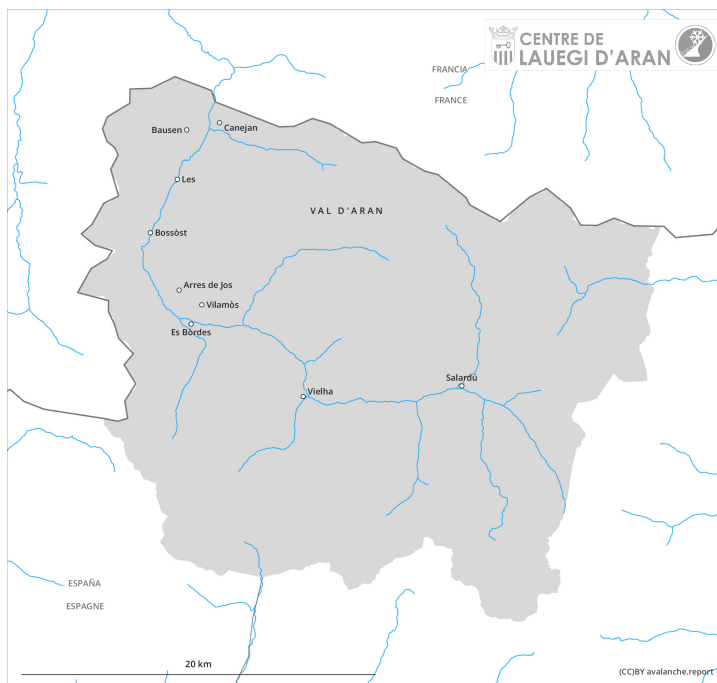 CENTRE DE
LAUEGI D'ARAN
FRANCIA
FRANCE
Bausen
Canejan
Les
VAL D'ARAN
Bossòst
Arres de Jos
Vilamòs
Es Bòrdes
Salardú
Vielha
ESPAÑA
ESPAGNE
20 km
(CC)BY avalanche.report